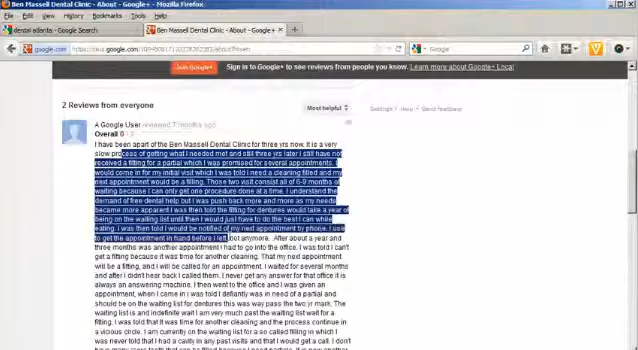 Ben Massell Dental Clinic - About - Google+ - Mozilla Firefox
File Edit View History Bookmarks Tools Help
dental atlanta - Google Search
Ben Massell Dental Clinic - About - Google+
google.com
Google
Join Google+ Sign in to Google+ to see reviews from people you know. Learn more about Google+ Local
2 Reviews from everyone
Most helpful
Settings - Help - Send feedback
A Google User reviewed 7 months ago
Overall 0 / 3
I have been apart of the Ben Massell Dental Clinic for three yrs now. It is a very
slow process of getting what I needed met and still three yrs later I still have not
received a fitting for a partial which I was promised for several appointments. I
would come in for my initial visit which I was told I need a cleaning filled and my
next appointment would be a filling. Those two visit consist all of 6-9 months of
waiting because I can only get one procedure done at a time. I understand the
demand of free dental help but I was push back more and more as my needs
became more apparent I was then told the fitting for dentures would take a year of
being on the waiting list until then I would just have to do the best I can while
eating. I was then told I would be notified of my next appointment by phone. I use
to get the appointment in hand before I left but anymore. After about a year and
three months was another appointment I had to go into the office. I was told I can't
get a filling because it was time for another cleaning. That my next appointment
will be a filling, and I will be called for an appointment. I waited for several months
and after I didn't hear back I called them. I never get any answer for that office it is
always an answering machine. I then went to the office and I was given an
appointment, when I came in I was told I defiantly was in need of a partial and
should be on the waiting list for dentures this was way pass the two yr mark. The
waiting list is and indefinite wait I am very much past the waiting list wait for a
fitting. I was told that it was time for another cleaning and the process continue in
a vicious circle. I am currently on the waiting list for a so called filling in which I
was never told that I had a cavity in any past visits and that I would get a call. I don't